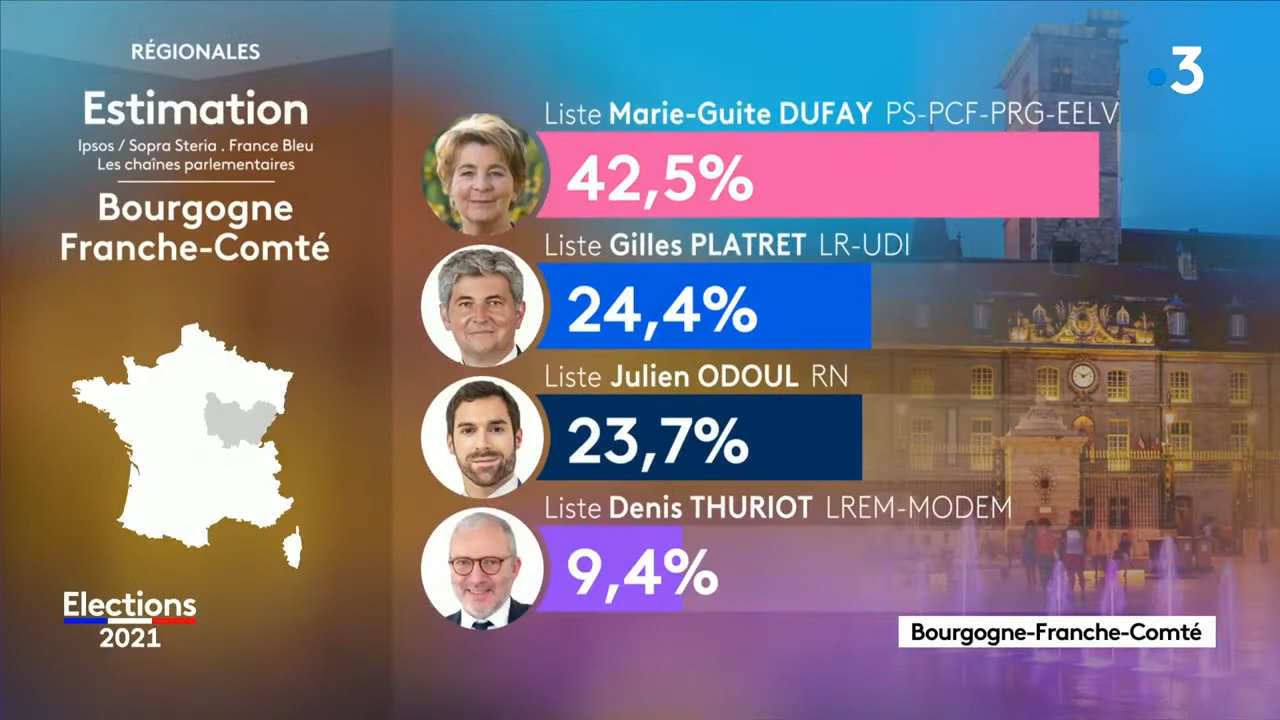 RÉGIONALES
Estimation
Ipsos / Sopra Steria . France Bleu
Les chaînes parlementaires
Bourgogne
Franche-Comté
Elections
2021
3
Liste Marie-Guite DUFAY PS-PCF-PRG-EELV
42,5%
Liste Gilles PLATRET LR-UDI
24,4%
Liste Julien ODOUL RN
23,7%
Liste Denis THURIOT LREM-MODEM
9,4%
Bourgogne-Franche-Comté